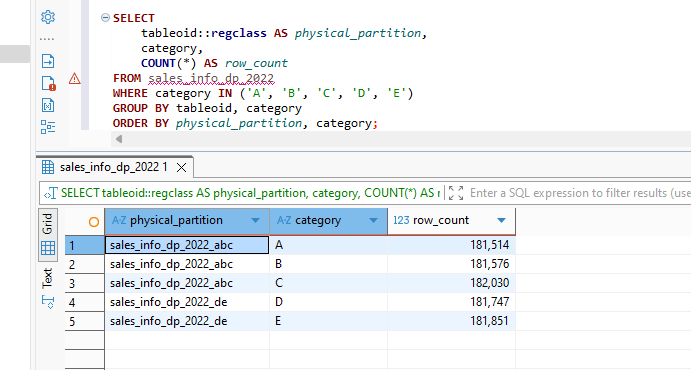 SELECT
tableoid::regclass AS physical_partition,
category,
COUNT(*) AS row_count
FROM sales_info_dp_2022
WHERE category IN ('A', 'B', 'C', 'D', 'E')
GROUP BY tableoid, category
ORDER BY physical_partition, category;
sales_info_dp_2022 1
SELECT tableoid::regclass AS physical_partition, category, COUNT(*) AS r Enter a SQL expression to filter results (use
Grid
Text
A-Z physical_partition A-Z category 123 row_count
1 sales_info_dp_2022_abc A 181,514
2 sales_info_dp_2022_abc B 181,576
3 sales_info_dp_2022_abc C 182,030
4 sales_info_dp_2022_de D 181,747
5 sales_info_dp_2022_de E 181,851